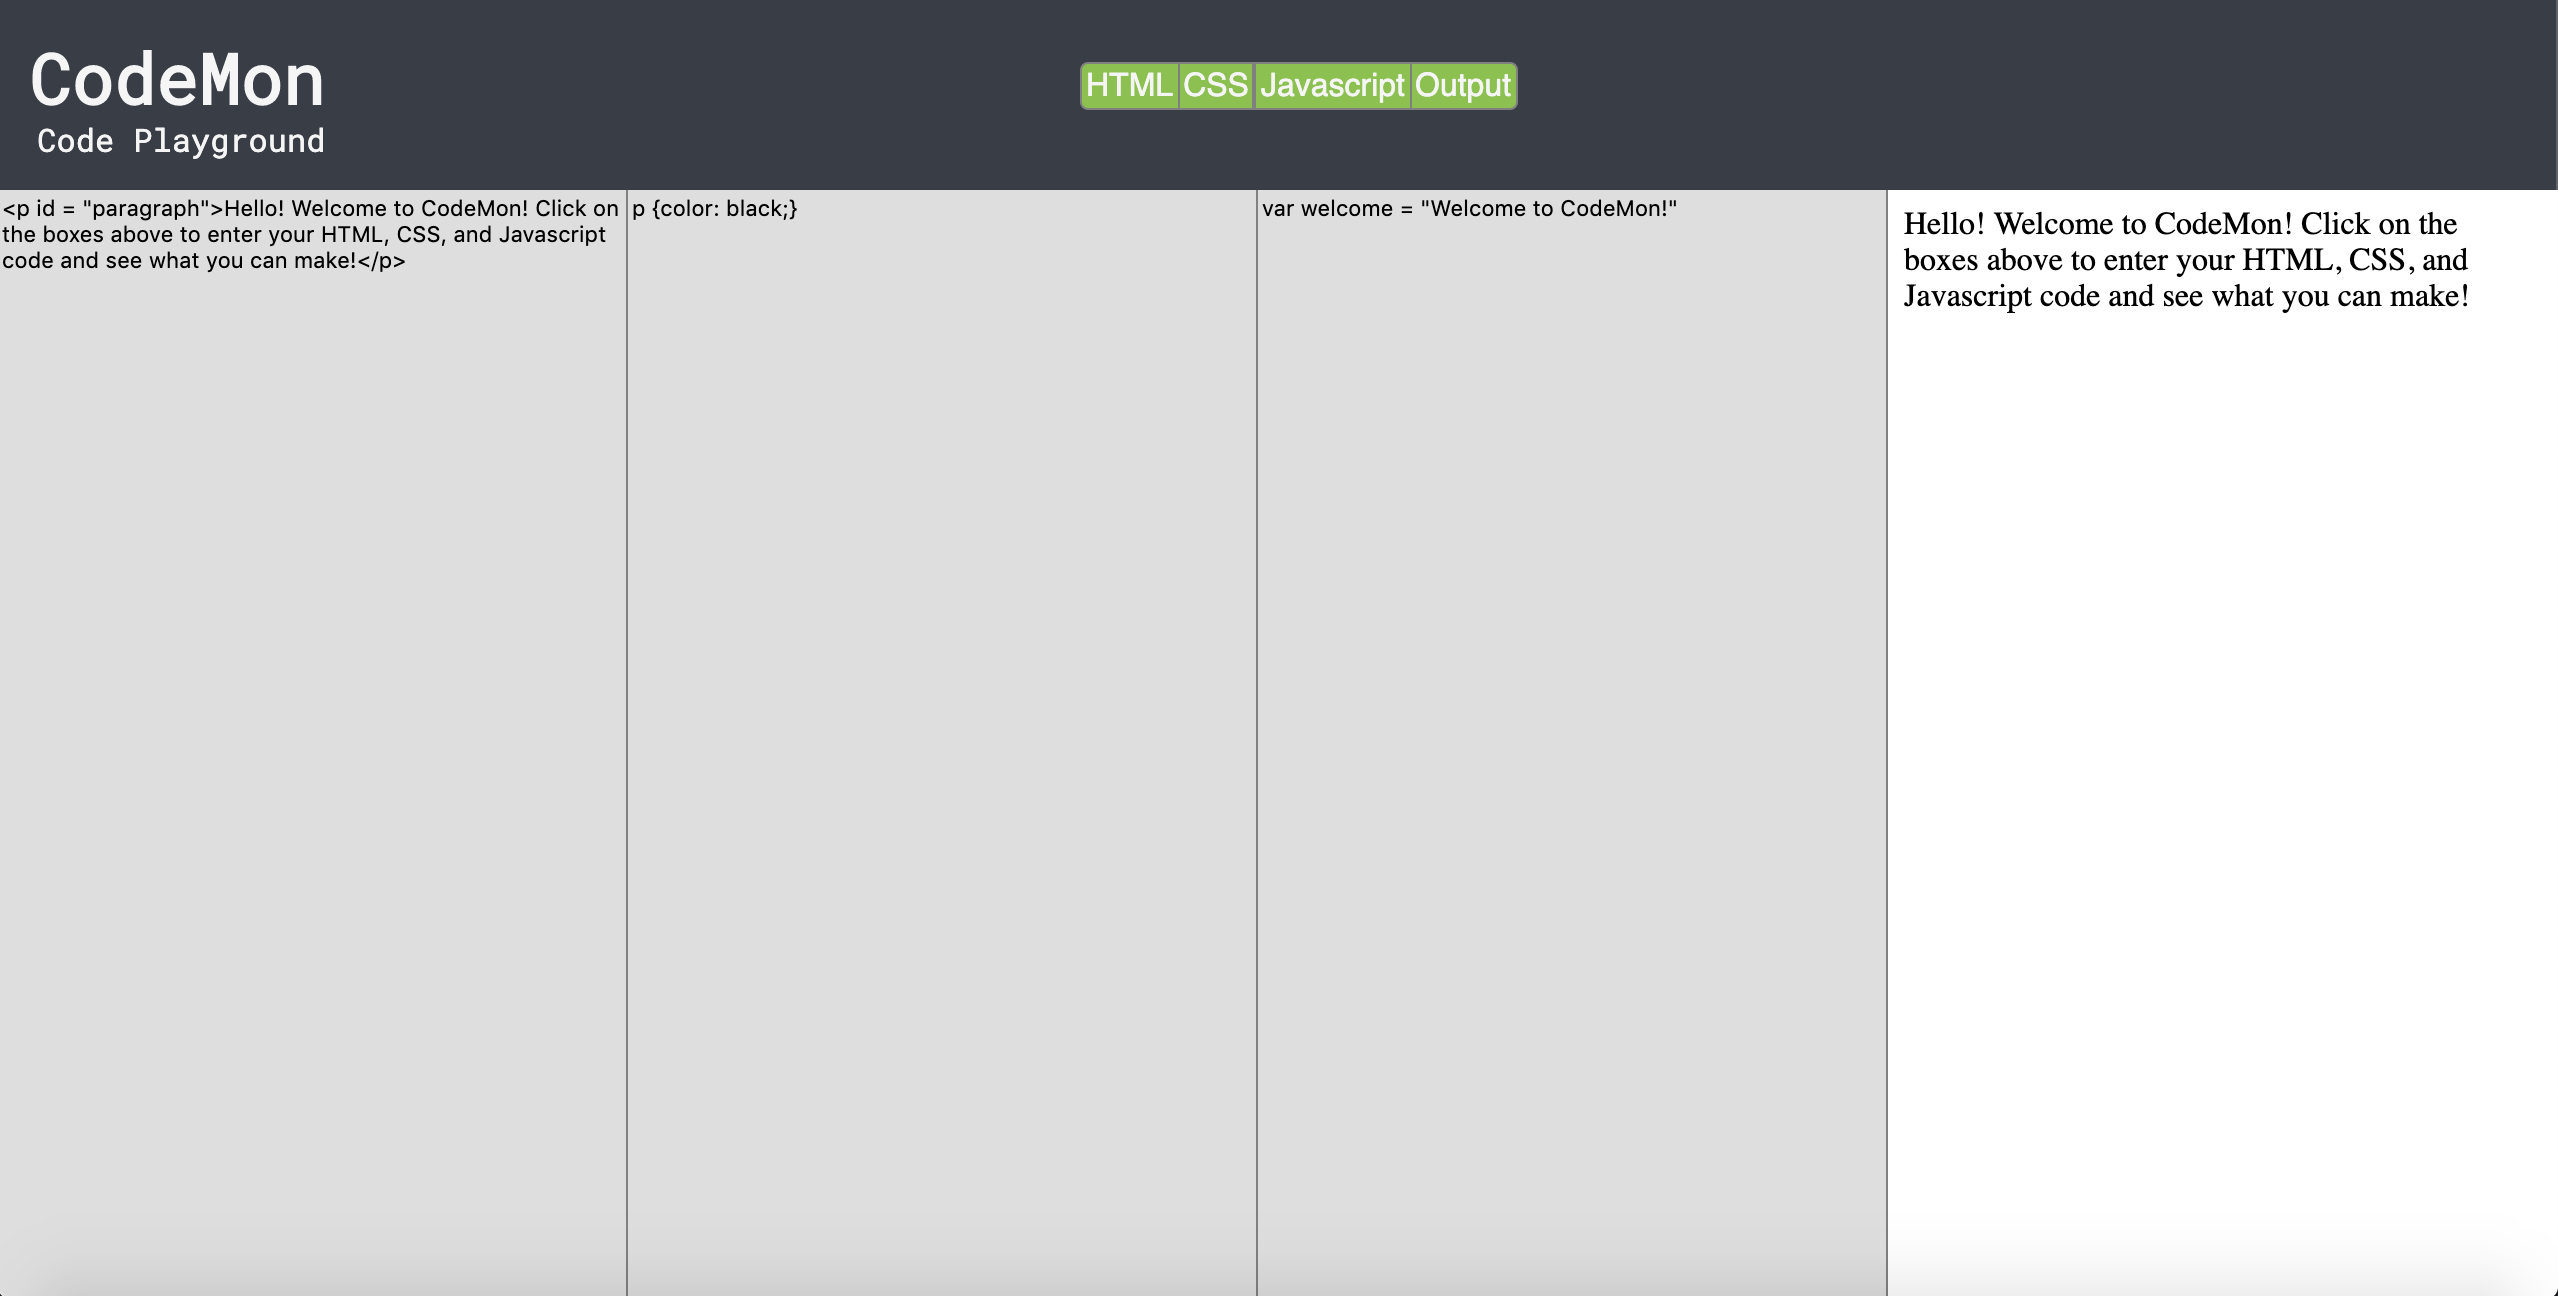 CodeMon
Code Playground
HTML CSS Javascript Output
<p id = "paragraph">Hello! Welcome to CodeMon! Click on
the boxes above to enter your HTML, CSS, and Javascript
code and see what you can make!</p>
p {color: black;}
var welcome = "Welcome to CodeMon!"
Hello! Welcome to CodeMon! Click on the
boxes above to enter your HTML, CSS, and
Javascript code and see what you can make!